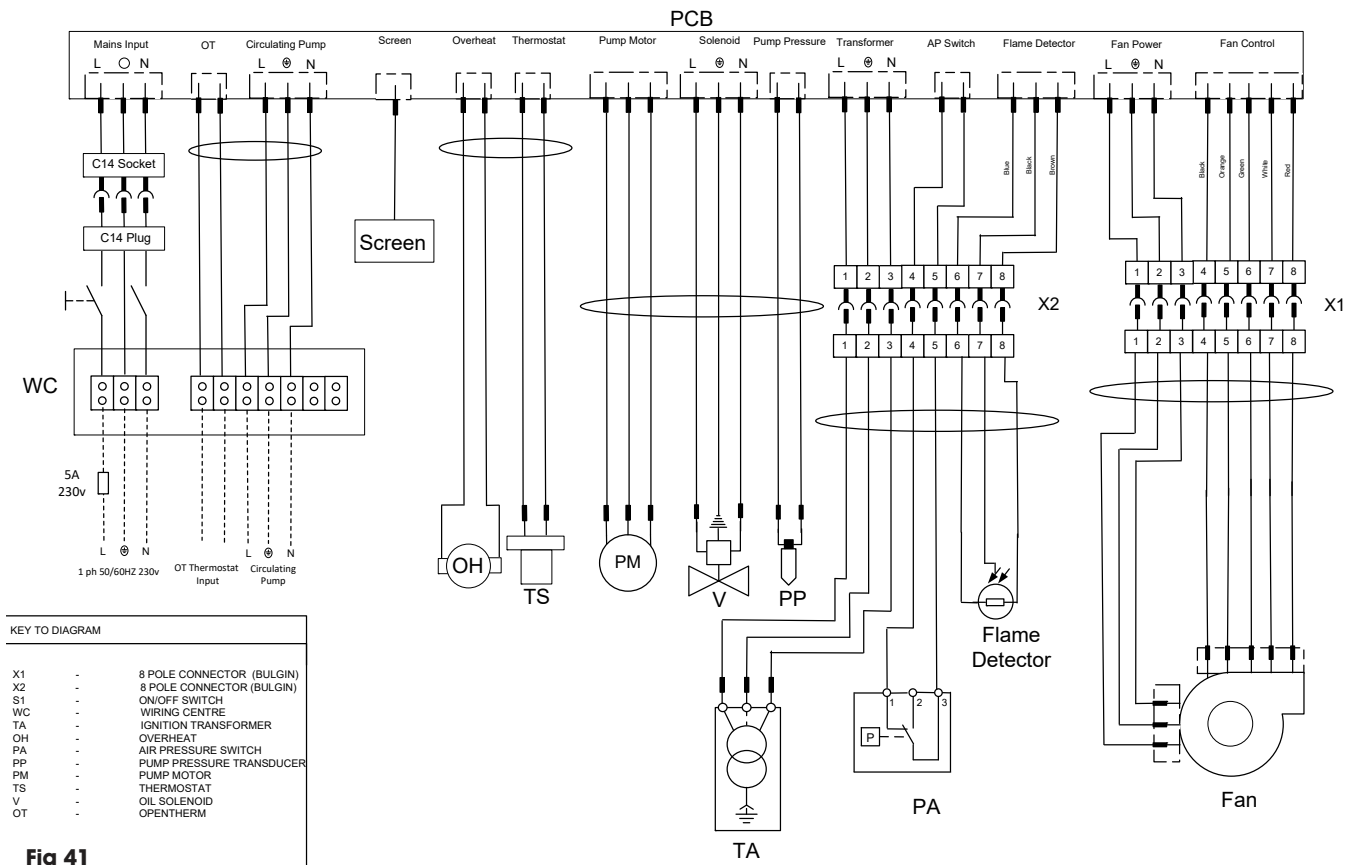 PCB
Mains Input OT Circulating Pump Screen Overheat Thermostat Pump Motor Solenoid Pump Pressure Transformer AP Switch Flame Detector Fan Power Fan Control
L N L N L N L N L N
C14 Socket
C14 Plug
Screen
Blue
Black
Brown
Black
Orange
Green
White
Red
1 2 3 4 5 6 7 8
X2
1 2 3 4 5 6 7 8
1 2 3 4 5 6 7 8
X1
1 2 3 4 5 6 7 8
WC
5A
230v
L N L N
1 ph 50/60HZ 230v
OT Thermostat
Input
Circulating
Pump
OH
TS
PM
V
PP
Flame
Detector
1 2 3
P
PA
TA
Fan
KEY TO DIAGRAM
X1 - 8 POLE CONNECTOR (BULGIN)
X2 - 8 POLE CONNECTOR (BULGIN)
S1 - ON/OFF SWITCH
WC - WIRING CENTRE
TA - IGNITION TRANSFORMER
OH - OVERHEAT
PA - AIR PRESSURE SWITCH
PP - PUMP PRESSURE TRANSDUCER
PM - PUMP MOTOR
TS - THERMOSTAT
V - OIL SOLENOID
OT - OPENTHERM
Fig 41